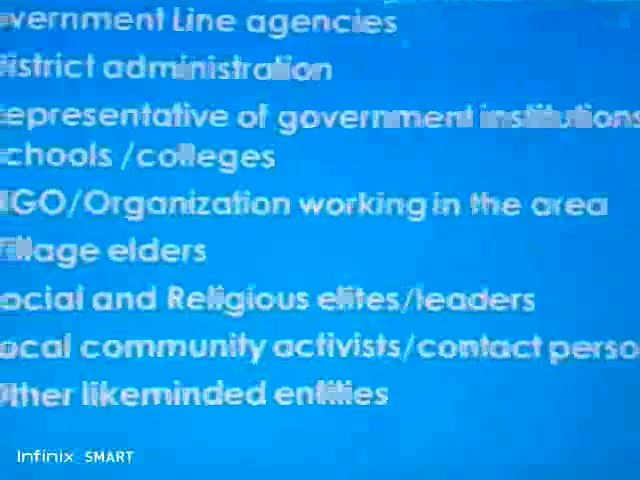 vernment Line agencies
istrict administration
epresentative of government institutions
chools /colleges
GO/Organization working in the area
illage elders
ocial and Religious elites/leaders
ocal community activists/contact perso
ther likeminded entities
Infinix SMART